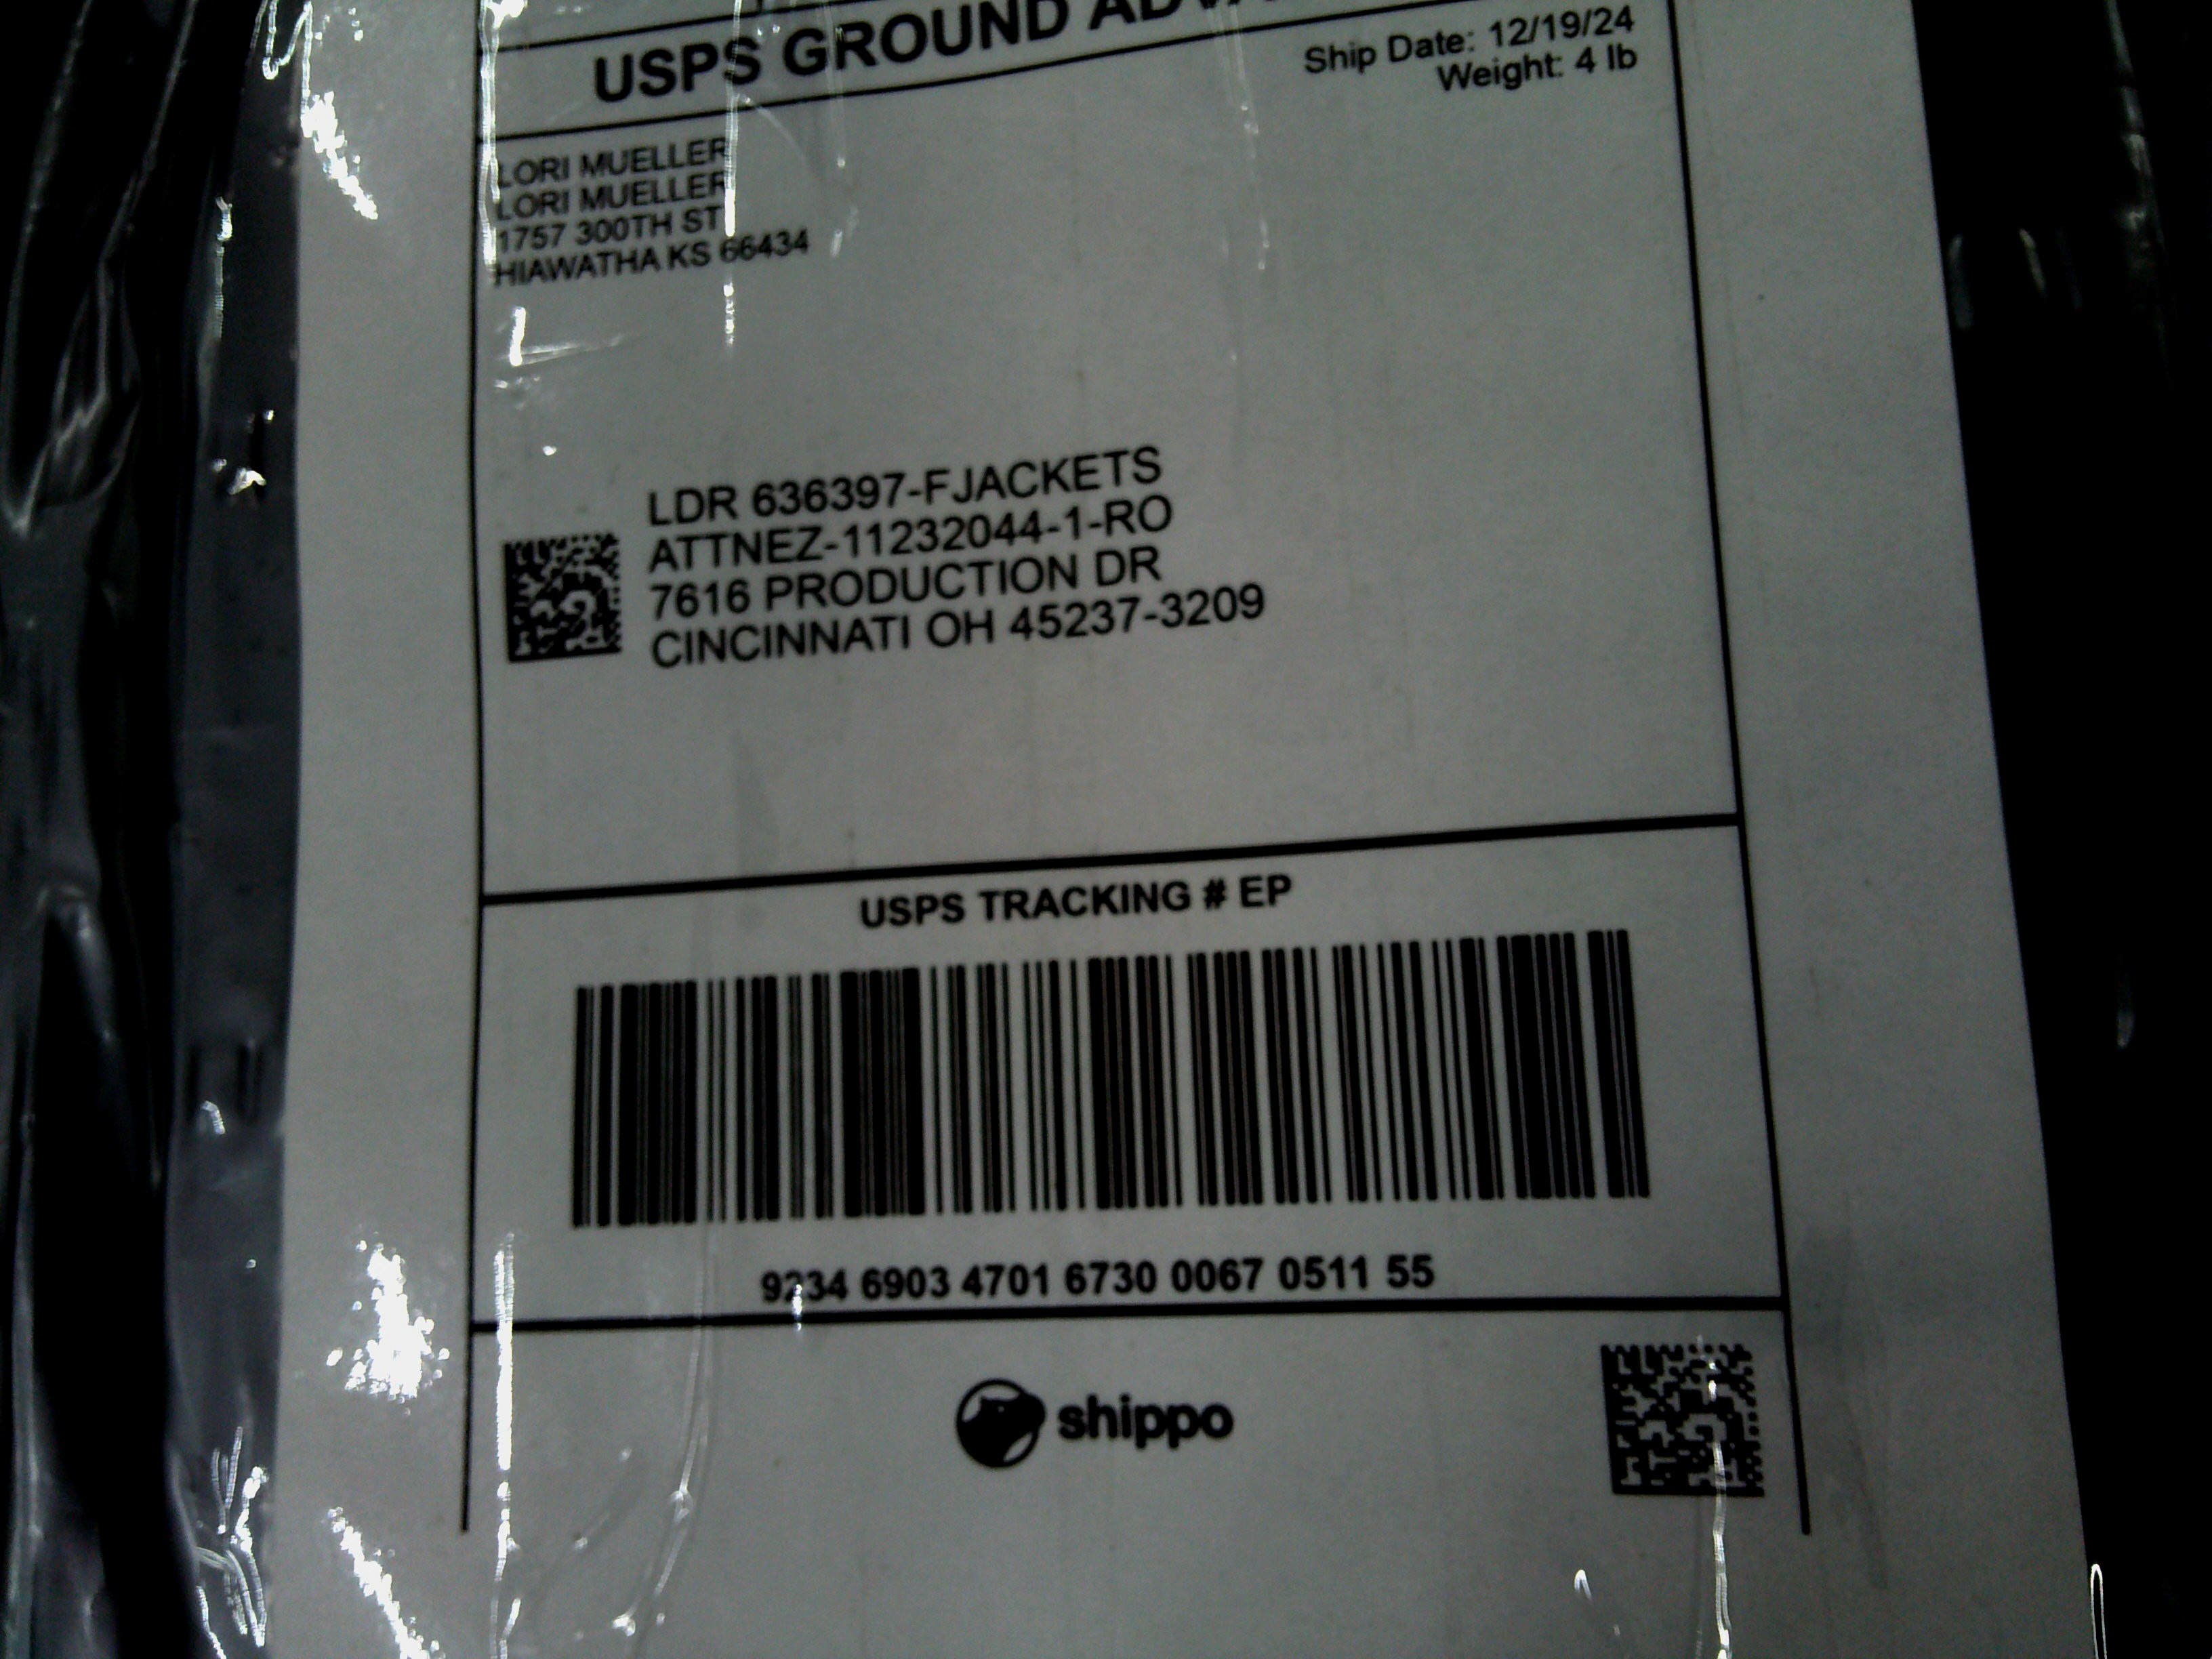 USPS GROUND
Ship Date: 12/19/24
Weight: 4 lb
LORI MUELLER
LORI MUELLER
1757 300TH ST
HIAWATHA KS 66434
LDR 636397-FJACKETS
ATTNEZ-11232044-1-RO
7616 PRODUCTION DR
CINCINNATI OH 45237-3209
USPS TRACKING # EP
9234 6903 4701 6730 0067 0511 55
shippo